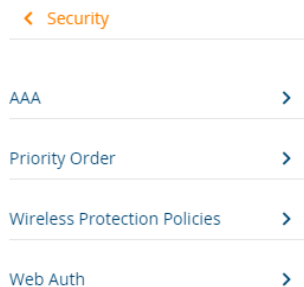 Security
AAA
Priority Order
Wireless Protection Policies
Web Auth